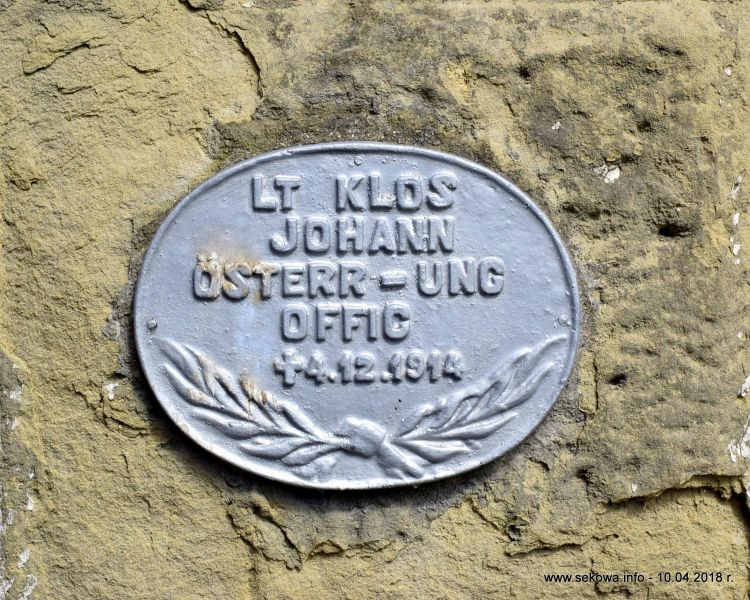 LT KLOS
JOHANN
ÖSTERR=UNG
OFFIC
✝4.12.1914
www.sekowa.info - 10.04.2018 r.